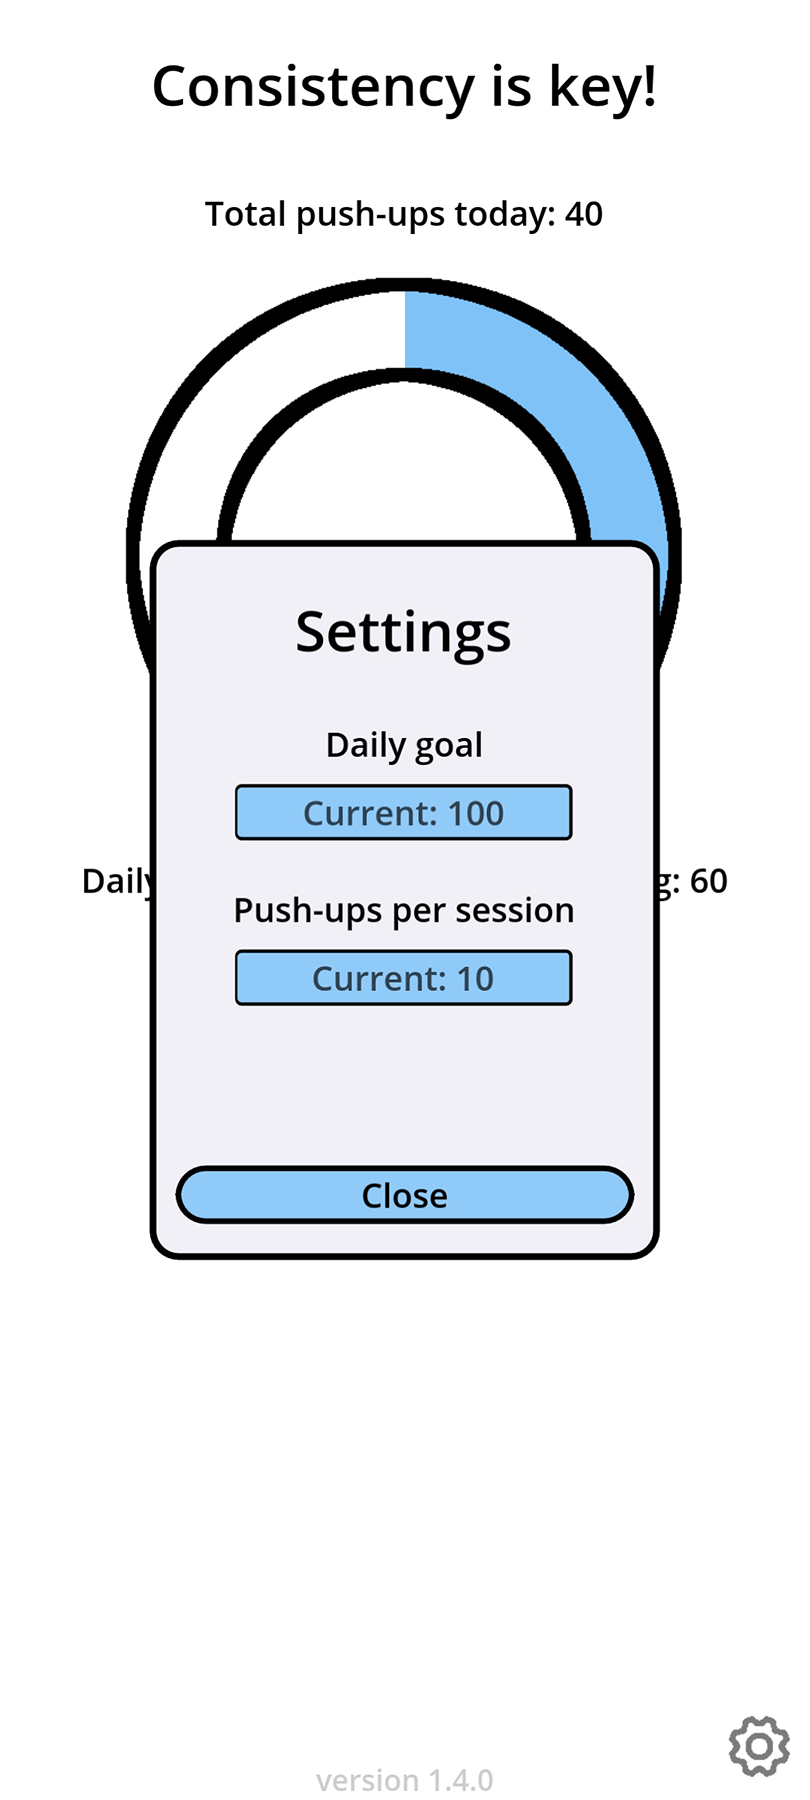 Consistency is key!
Total push-ups today: 40
Settings
Daily goal
Current: 100
Daily
: 60
Push-ups per session
Current: 10
Close
version 1.4.0